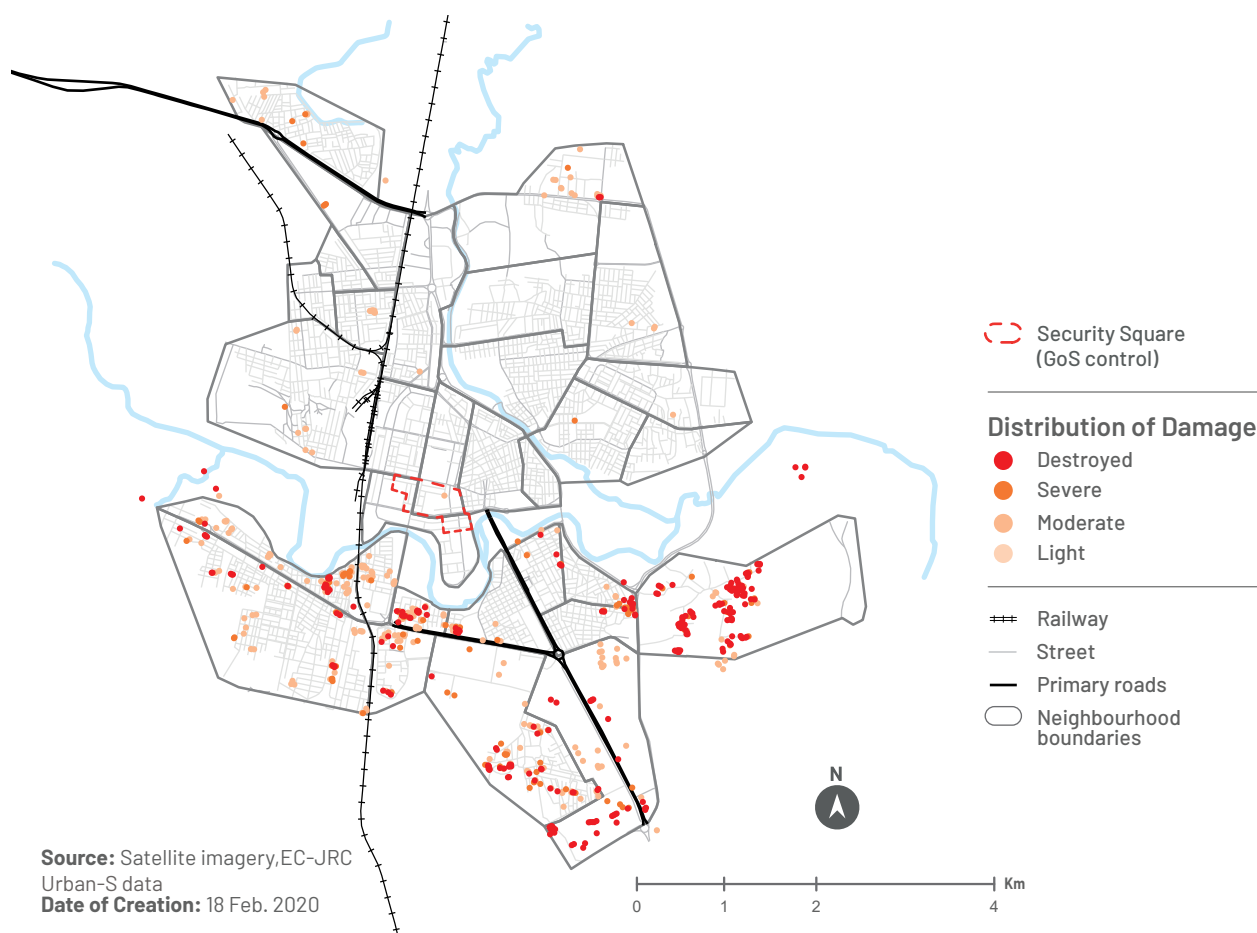 Security Square
(GoS control)
Distribution of Damage
Destroyed
Severe
Moderate
Light
Railway
Street
Primary roads
Neighbourhood
boundaries
N
Source: Satellite imagery,EC-JRC
Urban-S data
Date of Creation: 18 Feb. 2020
Km
0 1 2 4